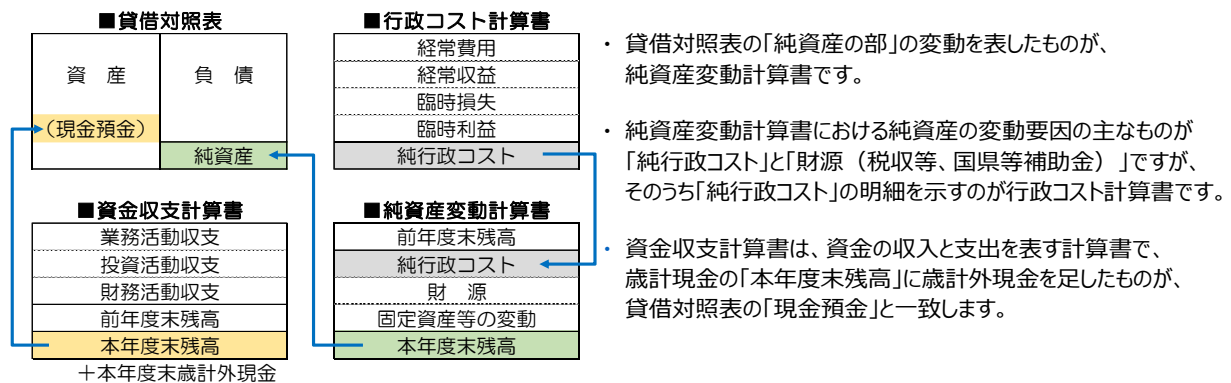 ■貸借対照表
資　産
負　債
（現金預金）
純資産
■行政コスト計算書
経常費用
経常収益
臨時損失
臨時利益
純行政コスト
■資金収支計算書
業務活動収支
投資活動収支
財務活動収支
前年度末残高
本年度末残高
＋本年度末歳計外現金
■純資産変動計算書
前年度末残高
純行政コスト
財　源
固定資産等の変動
本年度末残高
・ 貸借対照表の「純資産の部」の変動を表したものが、
純資産変動計算書です。
・ 純資産変動計算書における純資産の変動要因の主なものが
「純行政コスト」と「財源（税収等、国県等補助金）」ですが、
そのうち「純行政コスト」の明細を示すのが行政コスト計算書です。
・ 資金収支計算書は、資金の収入と支出を表す計算書で、
歳計現金の「本年度末残高」に歳計外現金を足したものが、
貸借対照表の「現金預金」と一致します。